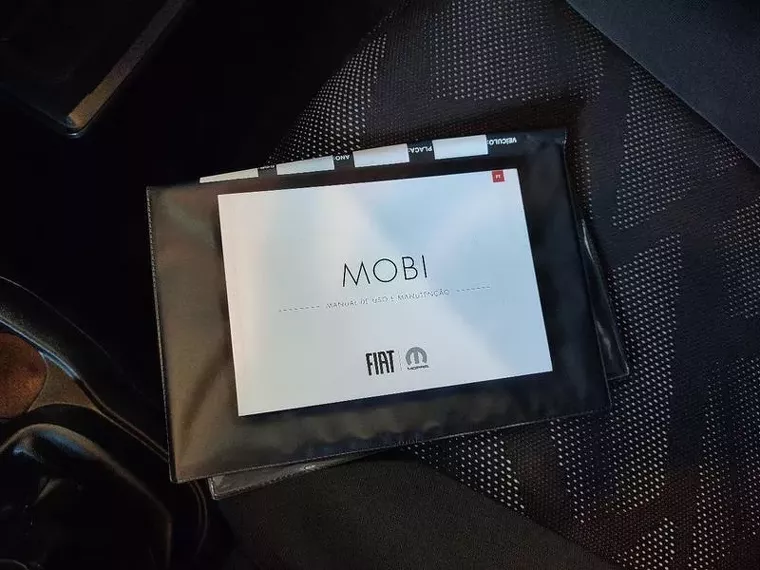 VEÍCULO:
PLACA:
ANO
MOBI
MANUAL DE USO E MANUTENÇÃO
FIAT
MOPAR